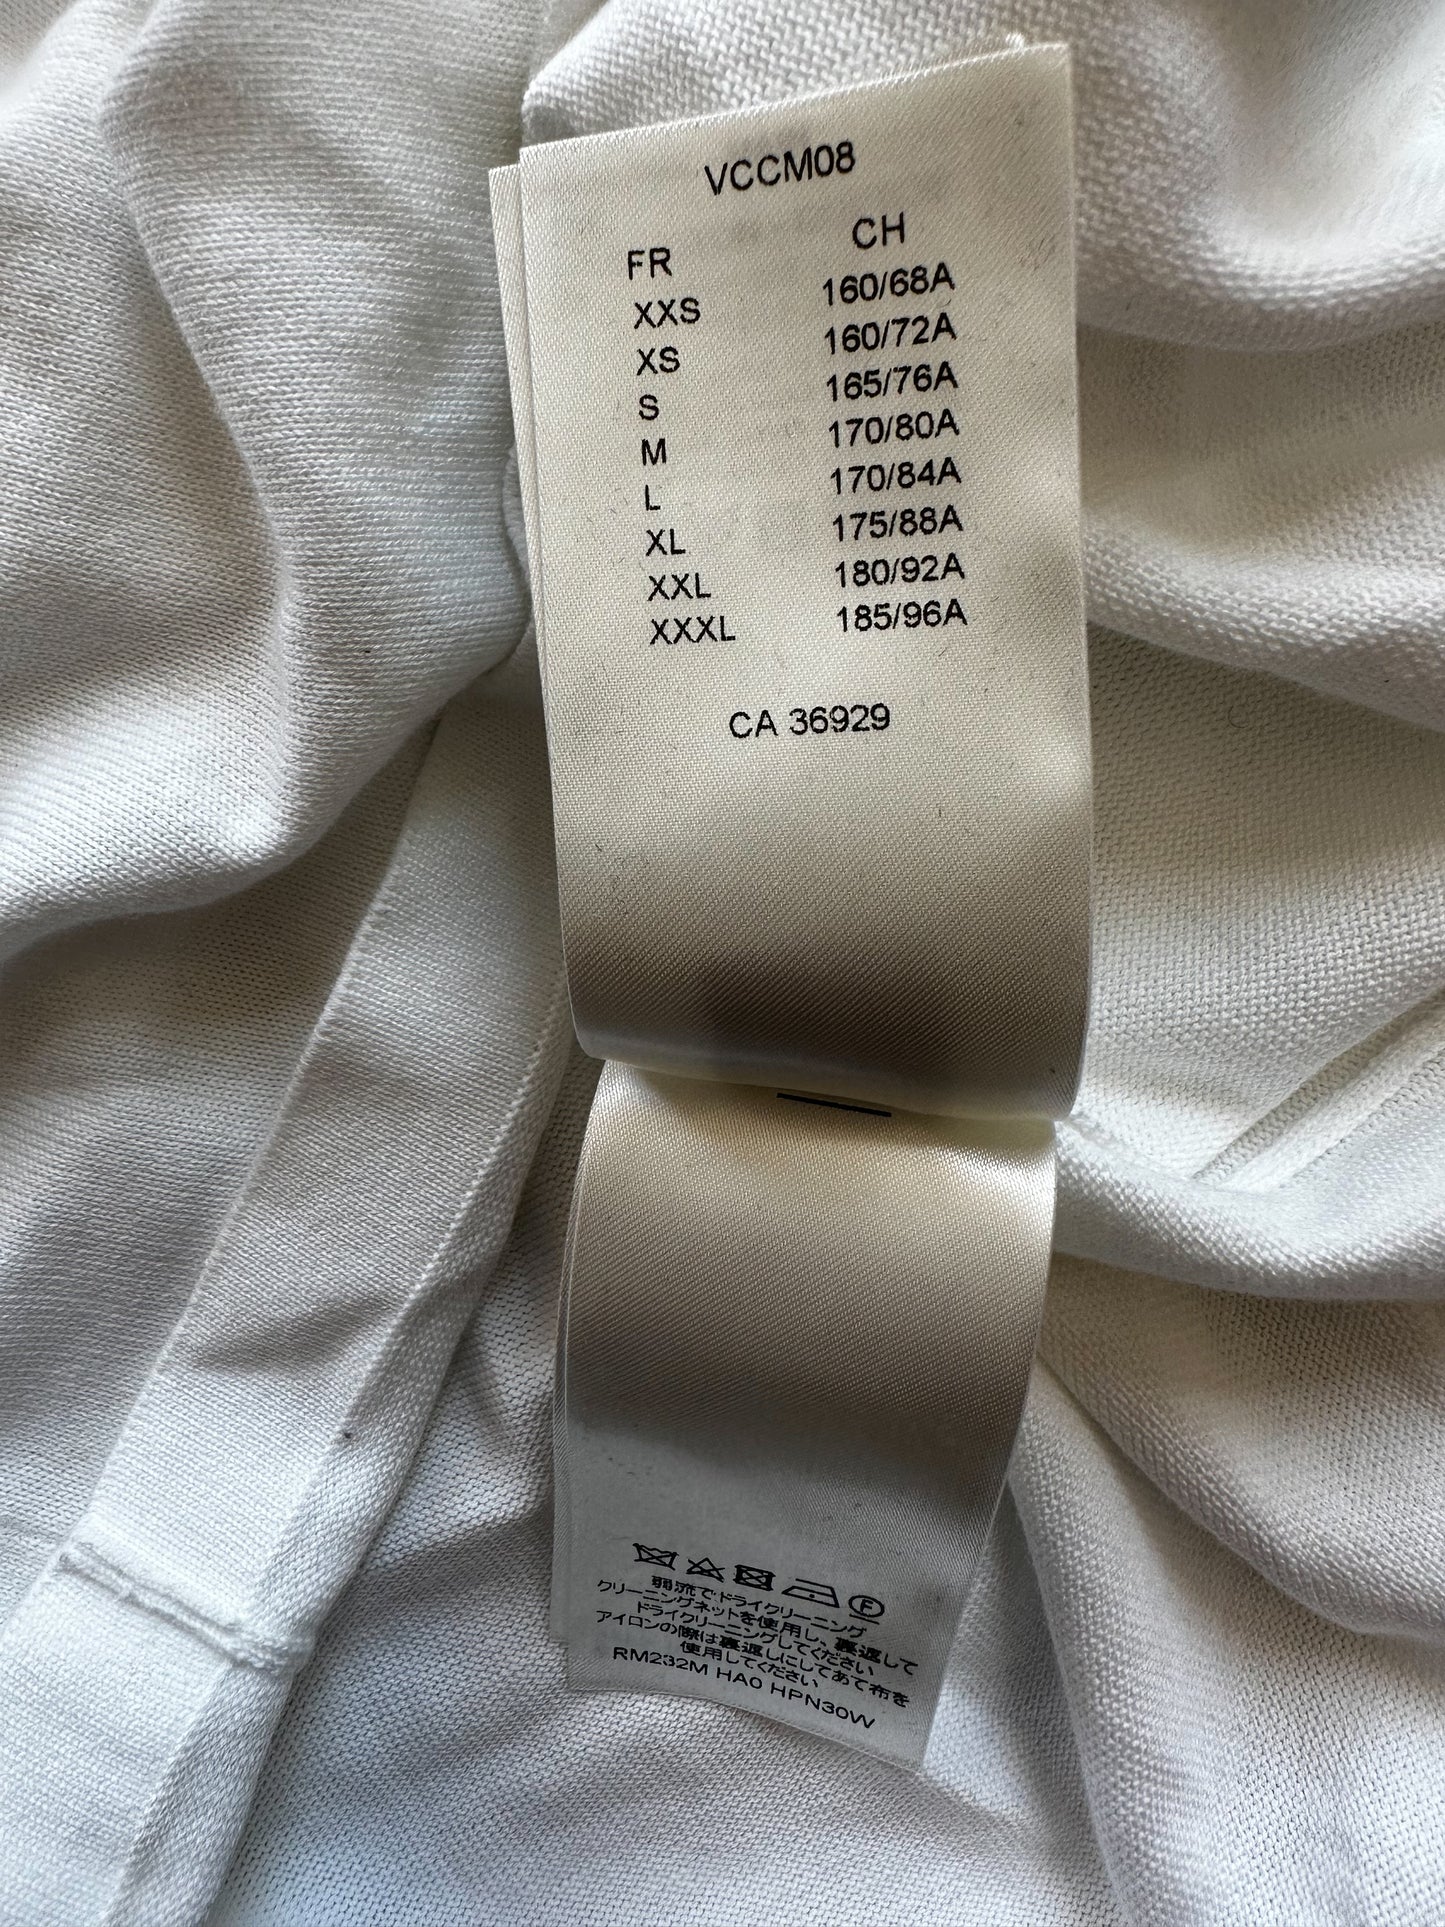 VCCM08
FR CH
XXS 160/68A
XS 160/72A
S 165/76A
M 170/80A
L 170/84A
XL 175/88A
XXL 180/92A
XXXL 185/96A
CA 36929
F
弱流でドライクリーニング
クリーニングネットを使用し、裏返して
ドライクリーニングしてください
アイロンの際は裏返しにしてあて布を
使用してください
RM232M HA0 HPN30W